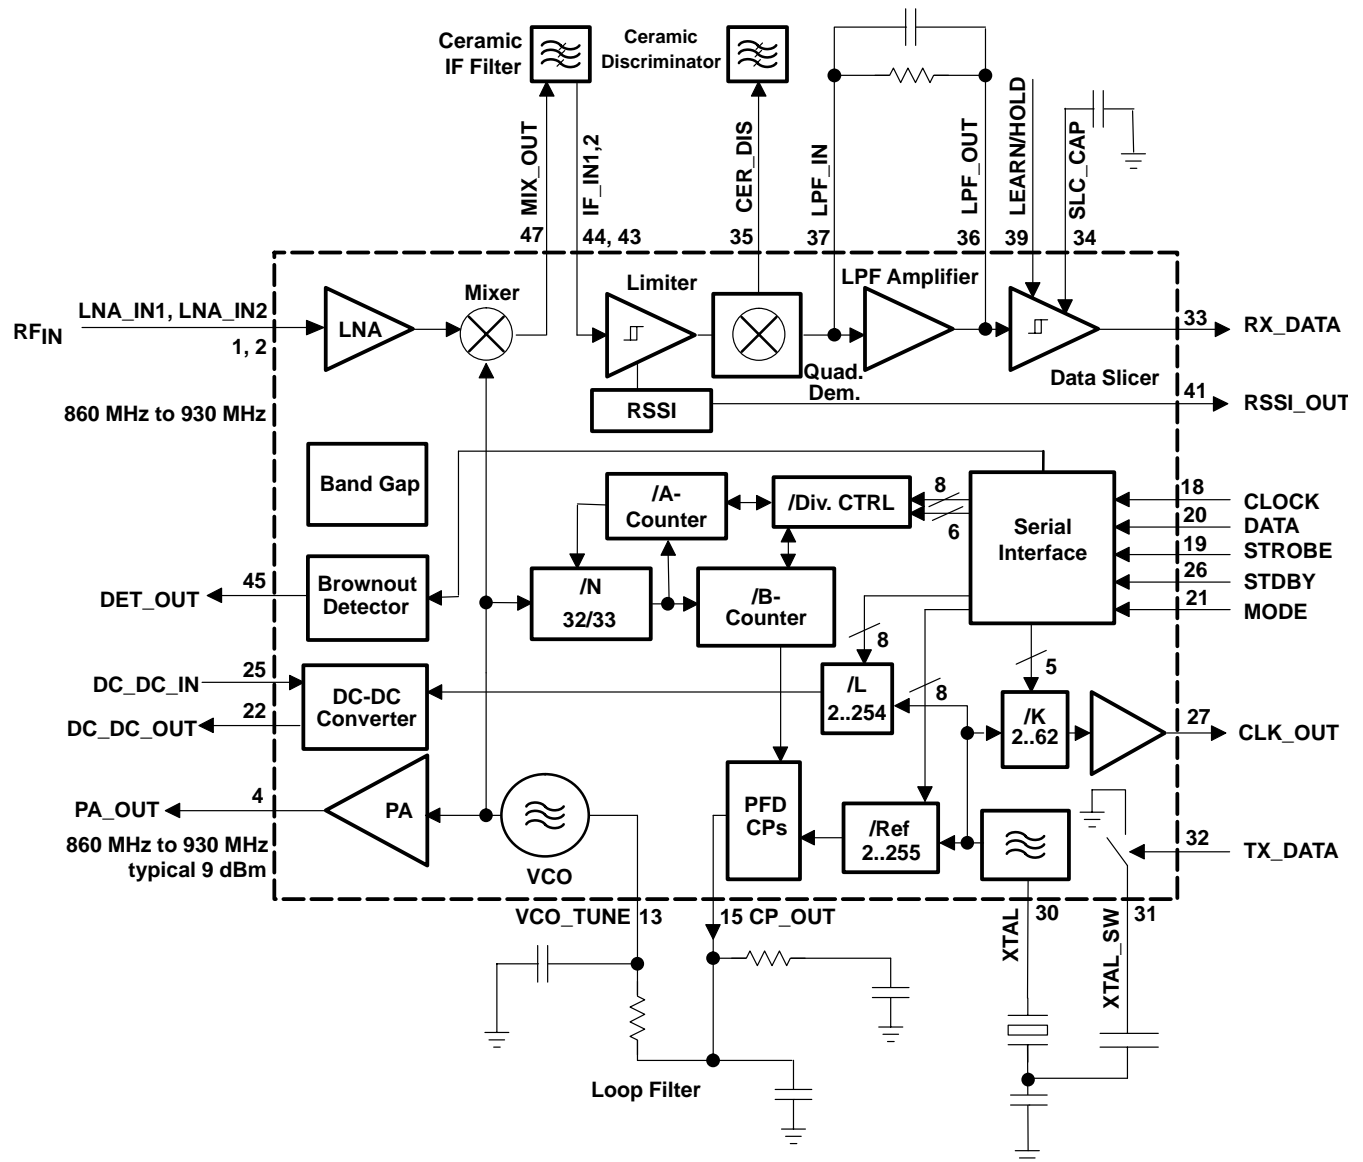 Ceramic
IF Filter
Ceramic
Discriminator
MIX_OUT
IF_IN1,2
CER_DIS
LPF_IN
LPF_OUT
LEARN/HOLD
SLC_CAP
47
44, 43
35
37
36
39
34
LNA_IN1, LNA_IN2
RFIN
1, 2
860 MHz to 930 MHz
LNA
Mixer
Limiter
LPF Amplifier
Quad.
Dem.
Data Slicer
33
RX_DATA
RSSI
41
RSSI_OUT
Band Gap
/A-
Counter
/Div. CTRL
8
6
Serial
Interface
18
CLOCK
20
DATA
19
STROBE
26
STDBY
21
MODE
45
DET_OUT
Brownout
Detector
/N
32/33
/B-
Counter
8
8
5
25
DC_DC_IN
22
DC_DC_OUT
DC-DC
Converter
/L
2..254
/K
2..62
27
CLK_OUT
4
PA_OUT
860 MHz to 930 MHz
typical 9 dBm
PA
VCO
PFD
CPs
/Ref
2..255
32
TX_DATA
VCO_TUNE
13
15
CP_OUT
XTAL
30
XTAL_SW
31
Loop Filter